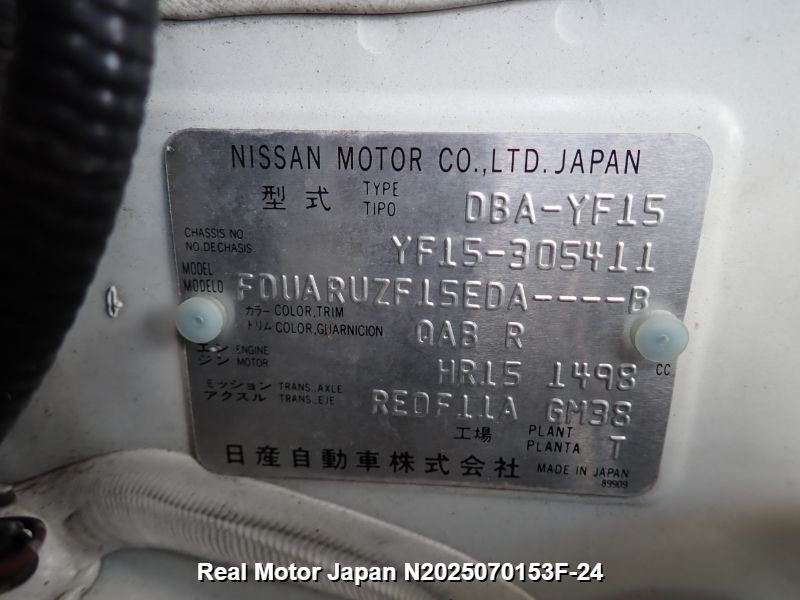 NISSAN MOTOR CO.,LTD. JAPAN
型式 TYPE TIPO DBA-YF15
CHASSIS NO. NO.DE CHASIS YF15-305411
MODEL MODELO FDUARUZF15EDA----B
カラー COLOR,TRIM
トリム COLOR,GUARNICION QAB R
エンジン ENGINE MOTOR HR15 1498 CC
ミッション TRANS.,AXLE
アクスル TRANS.,EJE RE0F11A GM38
工場 PLANT PLANTA T
日産自動車株式会社 MADE IN JAPAN
89909
Real Motor Japan N2025070153F-24